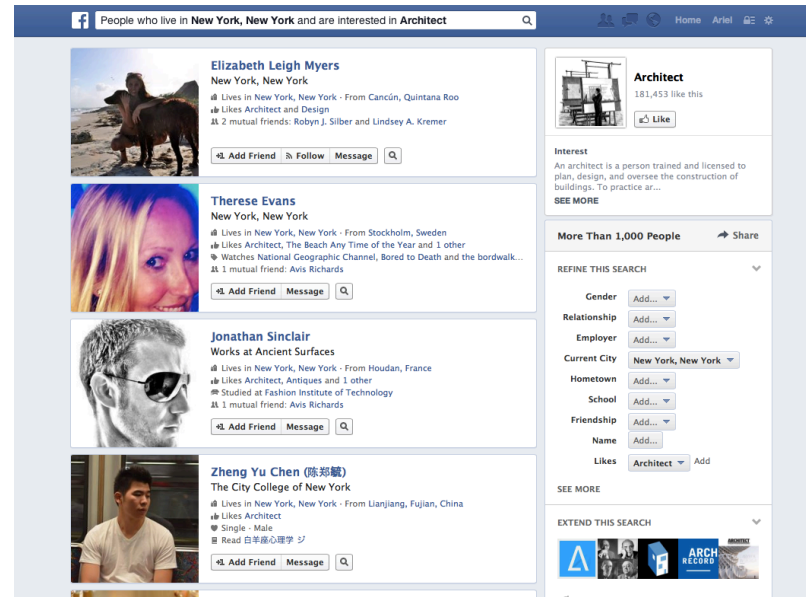 f People who live in New York, New York and are interested in Architect
Home Ariel
Elizabeth Leigh Myers
New York, New York
Lives in New York, New York · From Cancún, Quintana Roo
Likes Architect and Design
2 mutual friends: Robyn J. Silber and Lindsey A. Kremer
+1 Add Friend Follow Message
Therese Evans
New York, New York
Lives in New York, New York · From Stockholm, Sweden
Likes Architect, The Beach Any Time of the Year and 1 other
Watches National Geographic Channel, Bored to Death and the bordwalk...
1 mutual friend: Avis Richards
+1 Add Friend Message
Jonathan Sinclair
Works at Ancient Surfaces
Lives in New York, New York · From Houdan, France
Likes Architect, Antiques and 1 other
Studied at Fashion Institute of Technology
1 mutual friend: Avis Richards
+1 Add Friend Message
Zheng Yu Chen (陈郑毓)
The City College of New York
Lives in New York, New York · From Lianjiang, Fujian, China
Likes Architect
Single · Male
Read 白羊座心理学 ジ
+1 Add Friend Message
Architect
181,453 like this
Like
Interest
An architect is a person trained and licensed to
plan, design, and oversee the construction of
buildings. To practice ar...
SEE MORE
More Than 1,000 People Share
REFINE THIS SEARCH
Gender Add...
Relationship Add...
Employer Add...
Current City New York, New York
Hometown Add...
School Add...
Friendship Add...
Name Add...
Likes Architect Add
SEE MORE
EXTEND THIS SEARCH
ARCH
RECORD
ARCHITECT